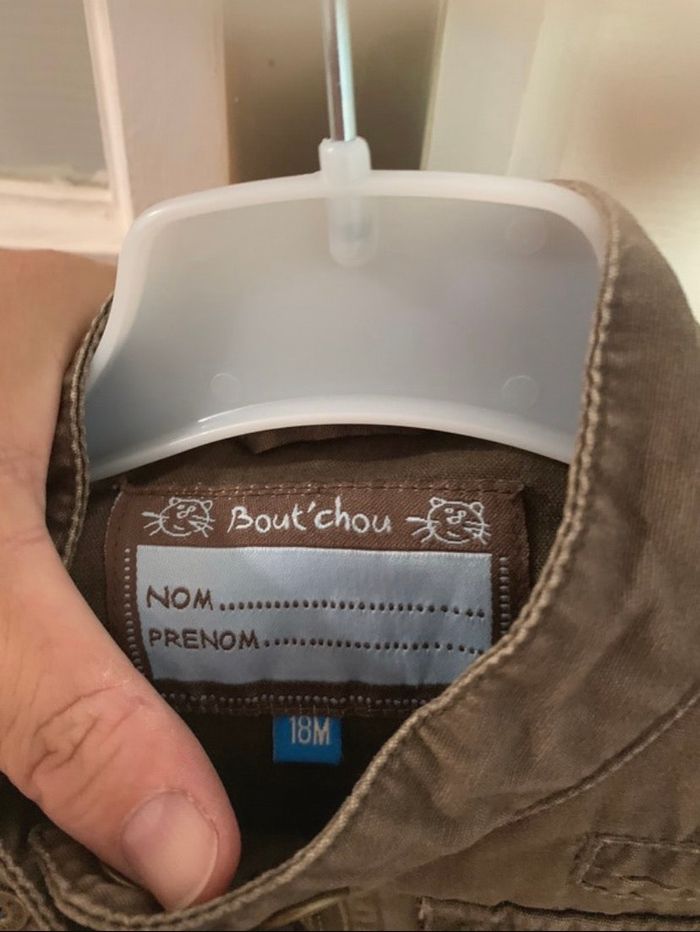 Bout'chou
NOM........................................
PRENOM..............................
18M